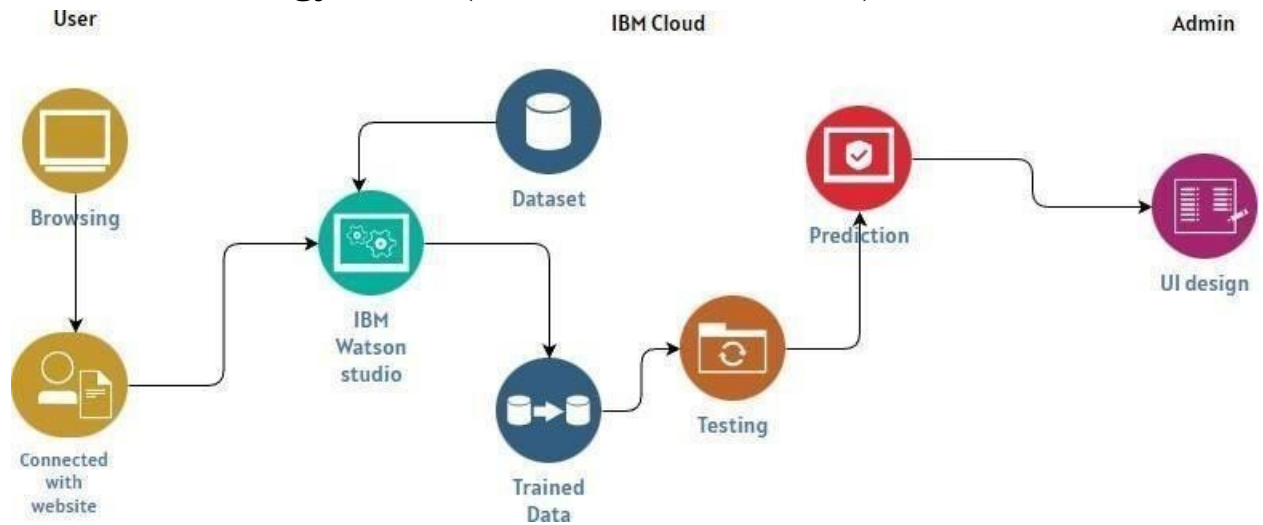 User
IBM Cloud
Admin
Browsing
Dataset
Prediction
UI design
IBM
Watson
studio
Testing
Connected
with
website
Trained
Data